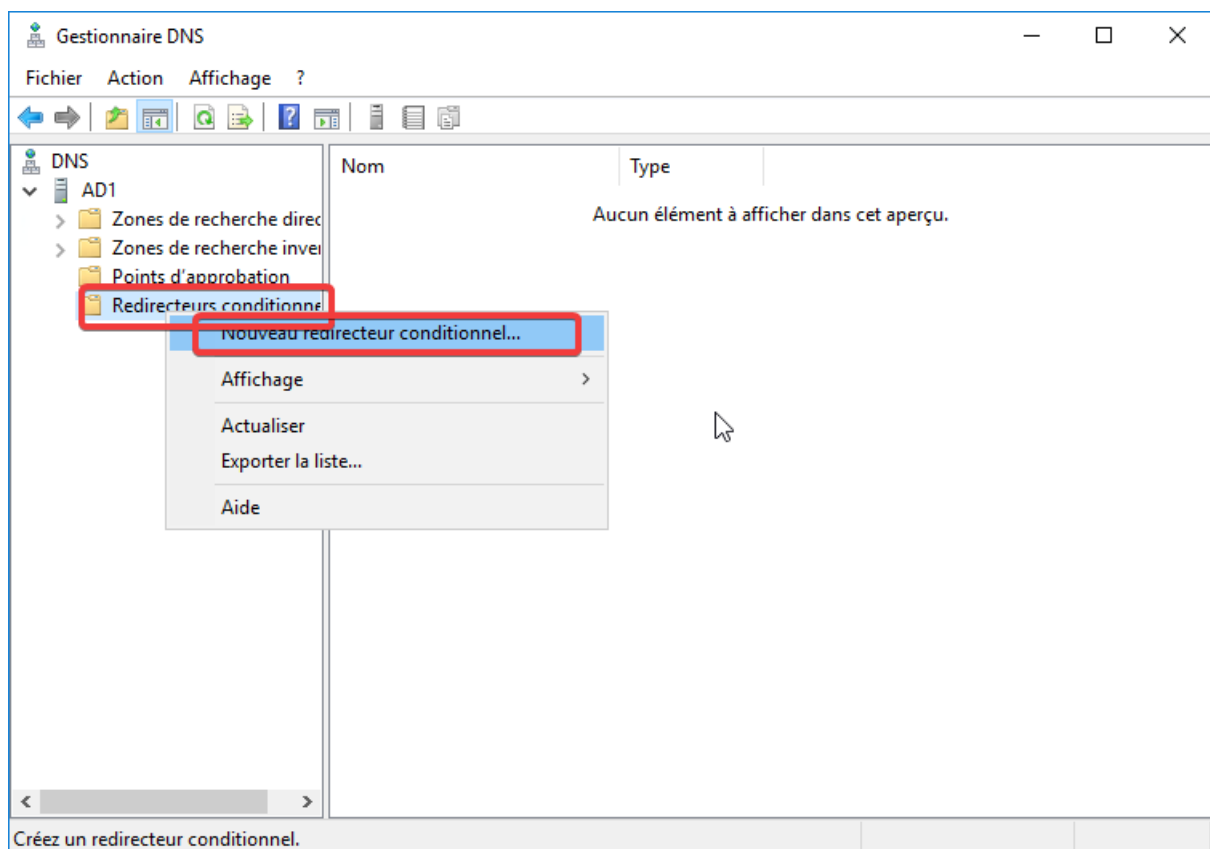 Gestionnaire DNS
Fichier Action Affichage ?
DNS
AD1
Zones de recherche direc
Zones de recherche inver
Points d'approbation
Redirecteurs conditionne
Nom Type
Aucun élément à afficher dans cet aperçu.
Nouveau redirecteur conditionnel...
Affichage
Actualiser
Exporter la liste...
Aide
Créez un redirecteur conditionnel.